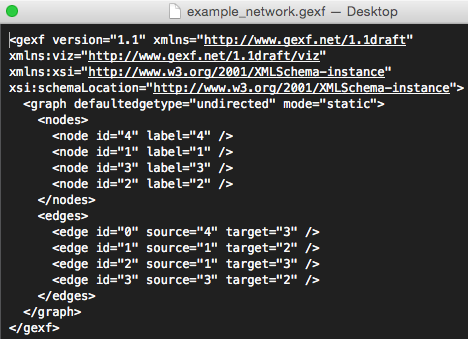 example_network.gexf — Desktop
<gexf version="1.1" xmlns="http://www.gexf.net/1.1draft"
xmlns:viz="http://www.gexf.net/1.1draft/viz"
xmlns:xsi="http://www.w3.org/2001/XMLSchema-instance"
xsi:schemaLocation="http://www.w3.org/2001/XMLSchema-instance">
  <graph defaultedgetype="undirected" mode="static">
    <nodes>
      <node id="4" label="4" />
      <node id="1" label="1" />
      <node id="3" label="3" />
      <node id="2" label="2" />
    </nodes>
    <edges>
      <edge id="0" source="4" target="3" />
      <edge id="1" source="1" target="2" />
      <edge id="2" source="1" target="3" />
      <edge id="3" source="3" target="2" />
    </edges>
  </graph>
</gexf>